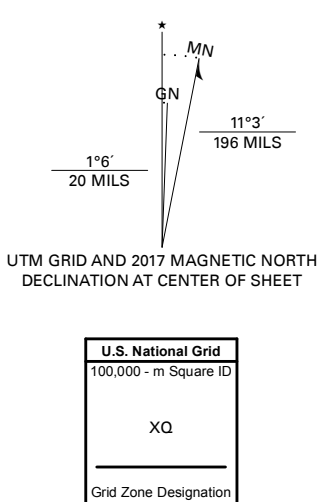 ★
MN
GN
11°3´
196 MILS
1°6´
20 MILS
UTM GRID AND 2017 MAGNETIC NORTH
DECLINATION AT CENTER OF SHEET
U.S. National Grid
100,000 - m Square ID
XQ
Grid Zone Designation